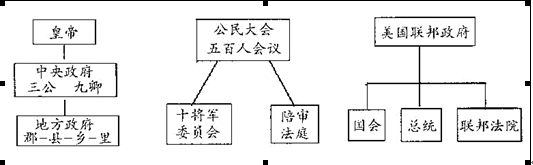 皇帝
中央政府
三公 九卿
地方政府
郡-县-乡-里
公民大会
五百人会议
十将军
委员会
陪审
法庭
美国联邦政府
国会
总统
联邦法院